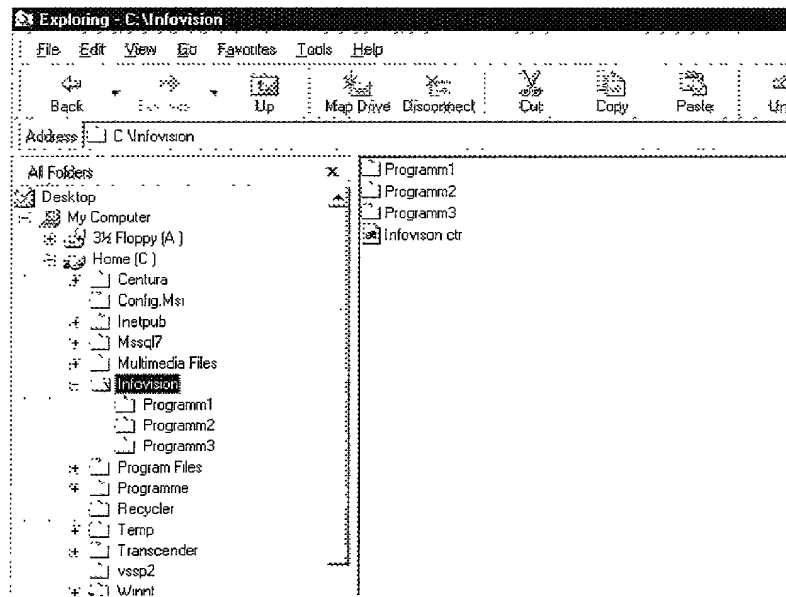 Exploring - C:\Infovision
File Edit View Go Favorites Tools Help
Back Up Map Drive Disconnect Cut Copy Paste
Address C:\Infovision
All Folders x
Desktop
My Computer
3½ Floppy (A:)
Home (C:)
Centura
Config.Msi
Inetpub
Mssql7
Multimedia Files
Infovision
Programm1
Programm2
Programm3
Program Files
Programme
Recycler
Temp
Transcender
vssp2
Winnt
Programm1
Programm2
Programm3
Infovison ctr